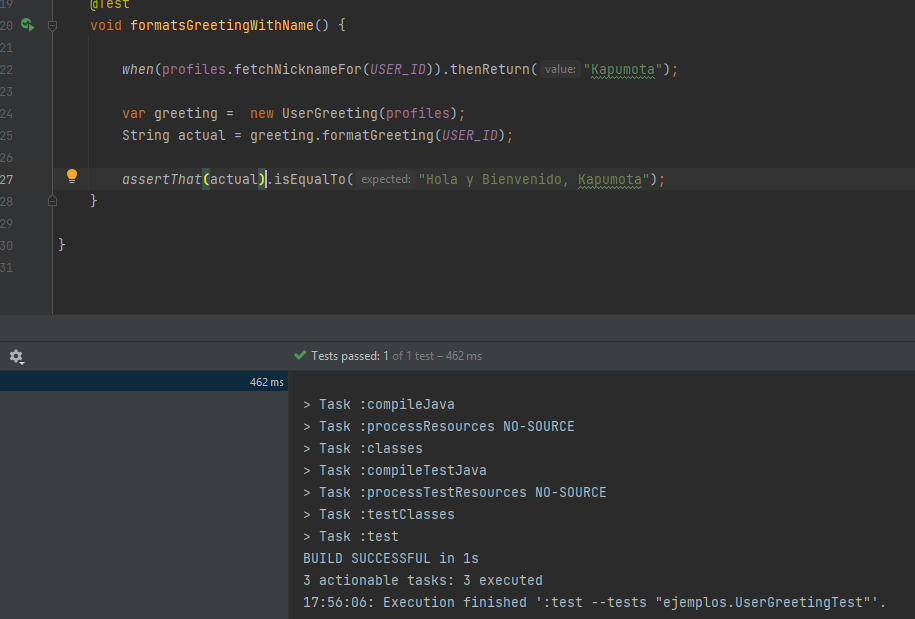 19 @Test
20 void formatsGreetingWithName() {
21
22 when(profiles.fetchNicknameFor(USER_ID)).thenReturn( value: "Kapumota");
23
24 var greeting =  new UserGreeting(profiles);
25 String actual = greeting.formatGreeting(USER_ID);
26
27 assertThat(actual).isEqualTo( expected: "Hola y Bienvenido, Kapumota");
28 }
29
30 }
31
Tests passed: 1 of 1 test – 462 ms
462 ms
> Task :compileJava
> Task :processResources NO-SOURCE
> Task :classes
> Task :compileTestJava
> Task :processTestResources NO-SOURCE
> Task :testClasses
> Task :test
BUILD SUCCESSFUL in 1s
3 actionable tasks: 3 executed
17:56:06: Execution finished ':test --tests "ejemplos.UserGreetingTest"'.